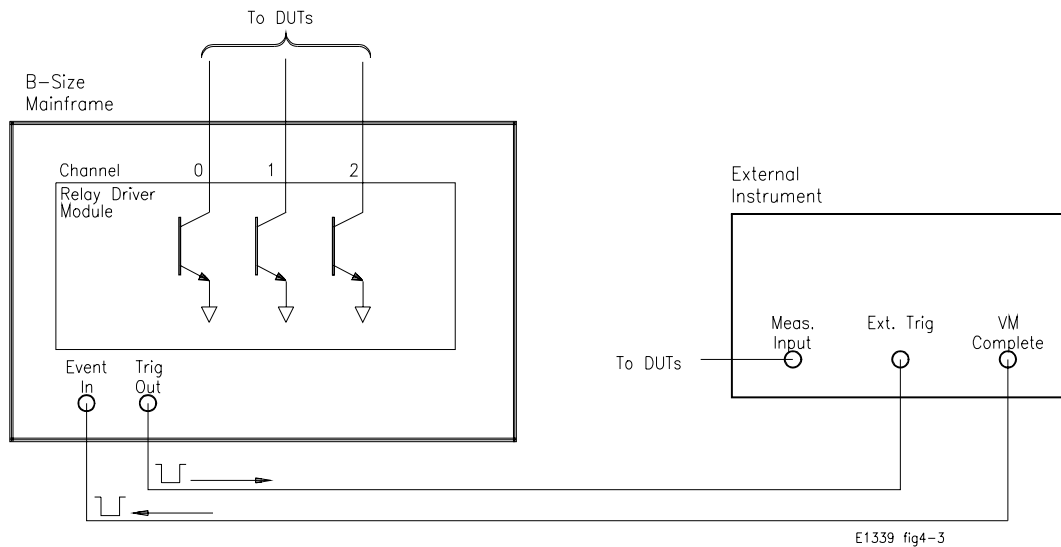 To DUTs
B-Size
Mainframe
Channel 0 1 2
Relay Driver
Module
Event
In
Trig
Out
External
Instrument
Meas.
Input
Ext. Trig
VM
Complete
To DUTs
E1339 fig4-3